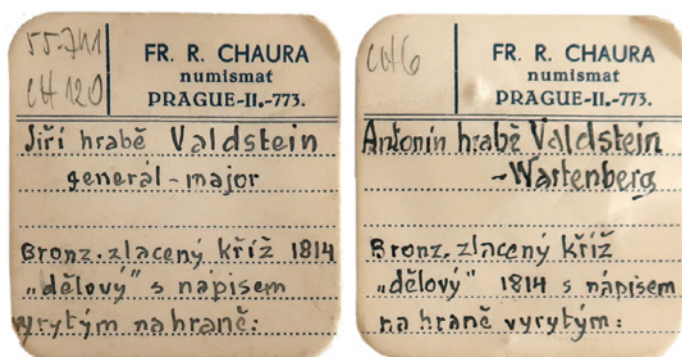 55-741
CH 120
FR. R. CHAURA
numismat
PRAGUE-II.-773.
Jiří hrabě Valdstein
generál-major
Bronz. zlacený kříž 1814
„dělový" s nápisem
vyrytým na hraně:
CH6
FR. R. CHAURA
numismat
PRAGUE-II.-773.
Antonín hrabě Valdstein
-Wartenberg
Bronz. zlacený kříž
„dělový" 1814 s nápisem
na hraně vyrytým: